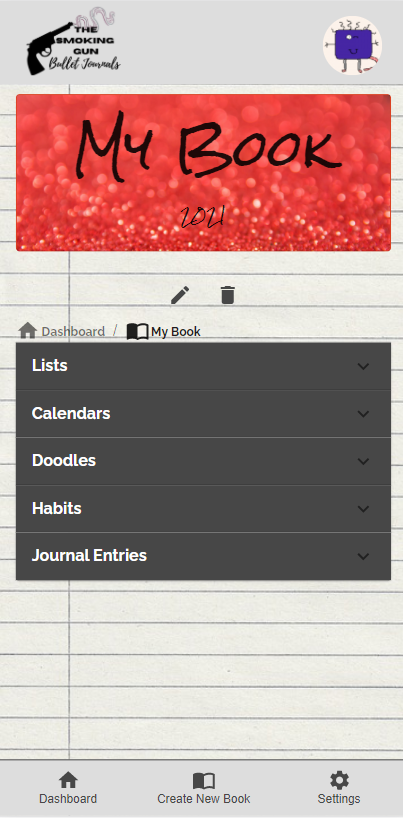 THE
SMOKING
GUN
Bullet Journals
My Book
2021
Dashboard / My Book
Lists
Calendars
Doodles
Habits
Journal Entries
Dashboard Create New Book Settings